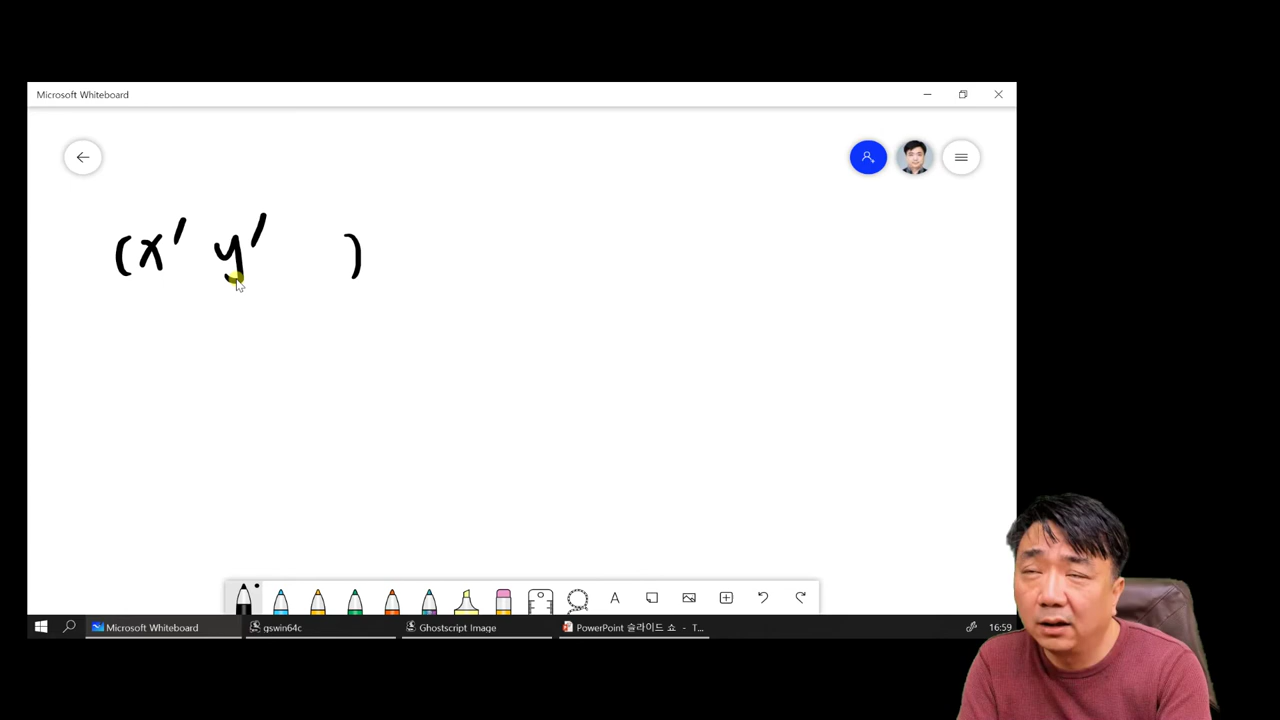 Microsoft Whiteboard
(x' y' )
A
Microsoft Whiteboard
gswin64c
Ghostscript Image
PowerPoint 슬라이드 쇼 - T...
16:59